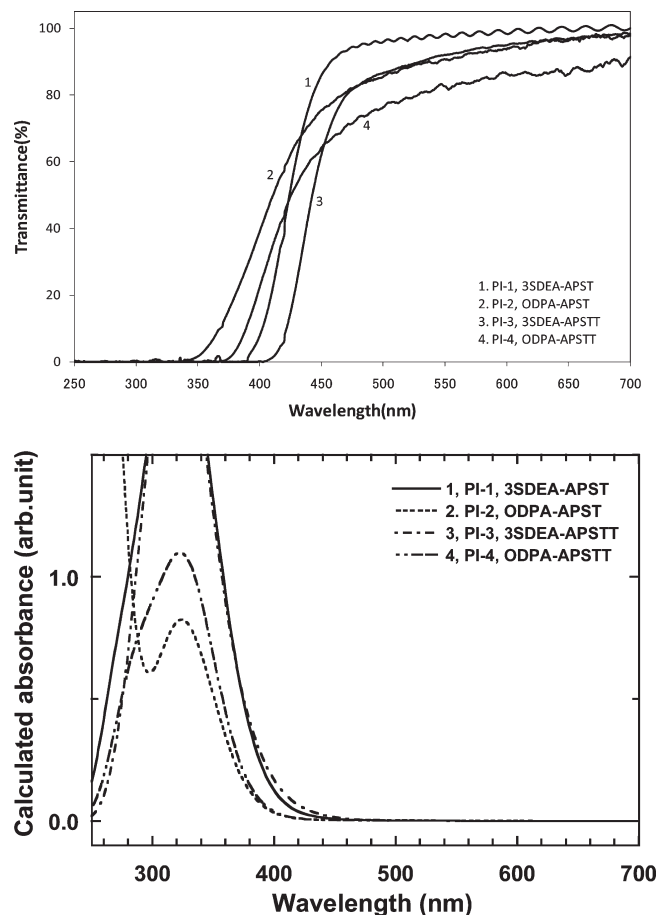 Transmittance(%)
100
80
60
40
20
0
1
2
3
4
1. PI-1, 3SDEA-APST
2. PI-2, ODPA-APST
3. PI-3, 3SDEA-APSTT
4. PI-4, ODPA-APSTT
250 300 350 400 450 500 550 600 650 700
Wavelength(nm)
Calculated absorbance (arb.unit)
1.0
0.0
1, PI-1, 3SDEA-APST
2. PI-2, ODPA-APST
3, PI-3, 3SDEA-APSTT
4, PI-4, ODPA-APSTT
300 400 500 600 700
Wavelength (nm)